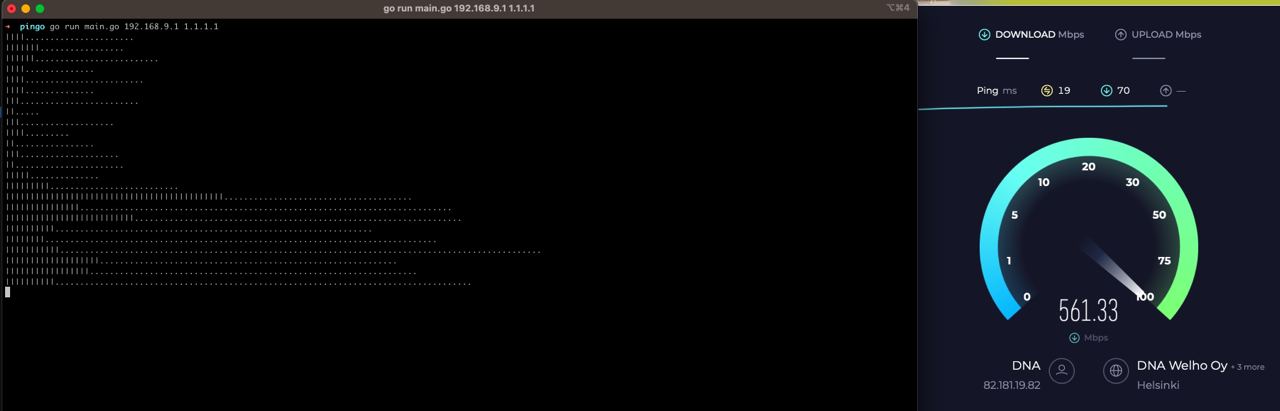 go run main.go 192.168.9.1 1.1.1.1
⌥⌘4
➜ pingo go run main.go 192.168.9.1 1.1.1.1
DOWNLOAD Mbps
UPLOAD Mbps
Ping ms 19 70 —
0
1
5
10
20
30
50
75
100
561.33
Mbps
DNA
82.181.19.82
DNA Welho Oy + 3 more
Helsinki